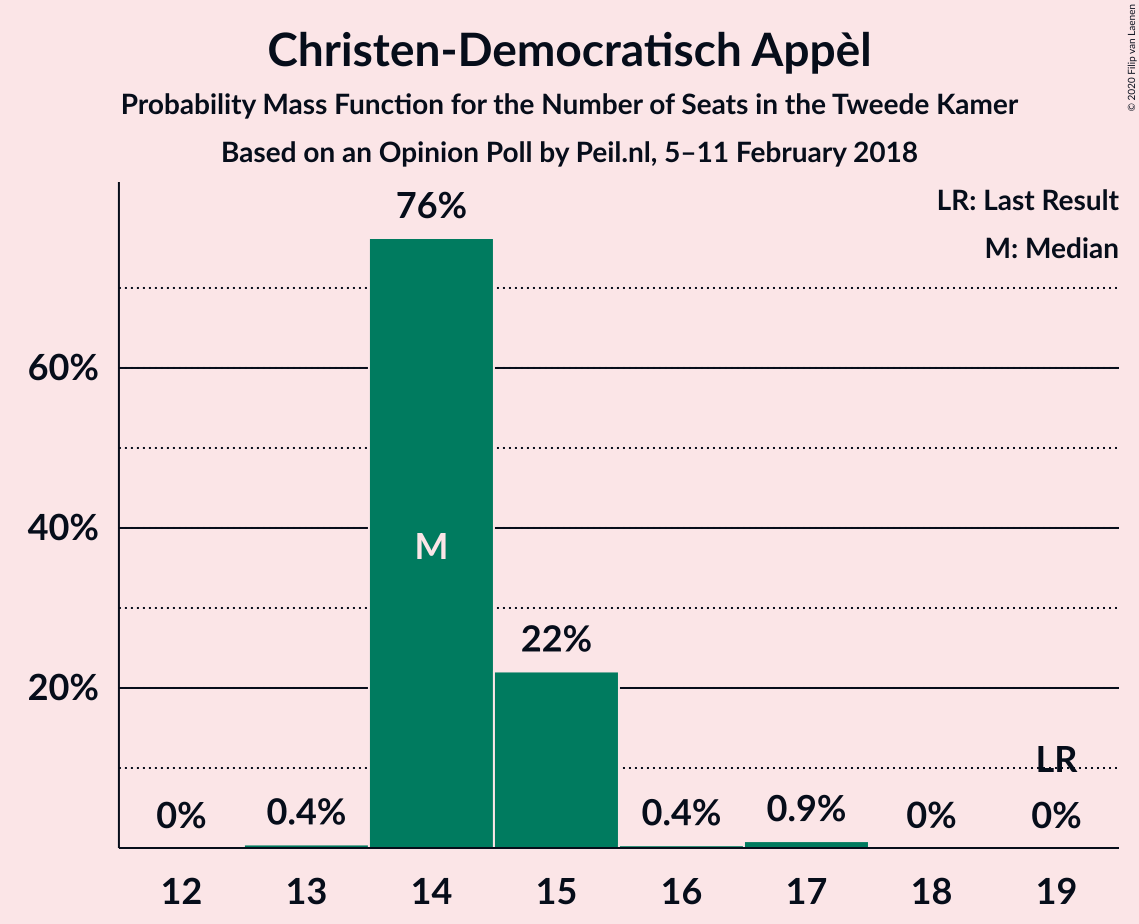 Christen-Democratisch Appèl
Probability Mass Function for the Number of Seats in the Tweede Kamer
Based on an Opinion Poll by Peil.nl, 5–11 February 2018
© 2020 Filip van Laenen
LR: Last Result
M: Median
76%
60%
40%
M
22%
20%
LR
0% 0.4% 0.4% 0.9% 0% 0%
12 13 14 15 16 17 18 19